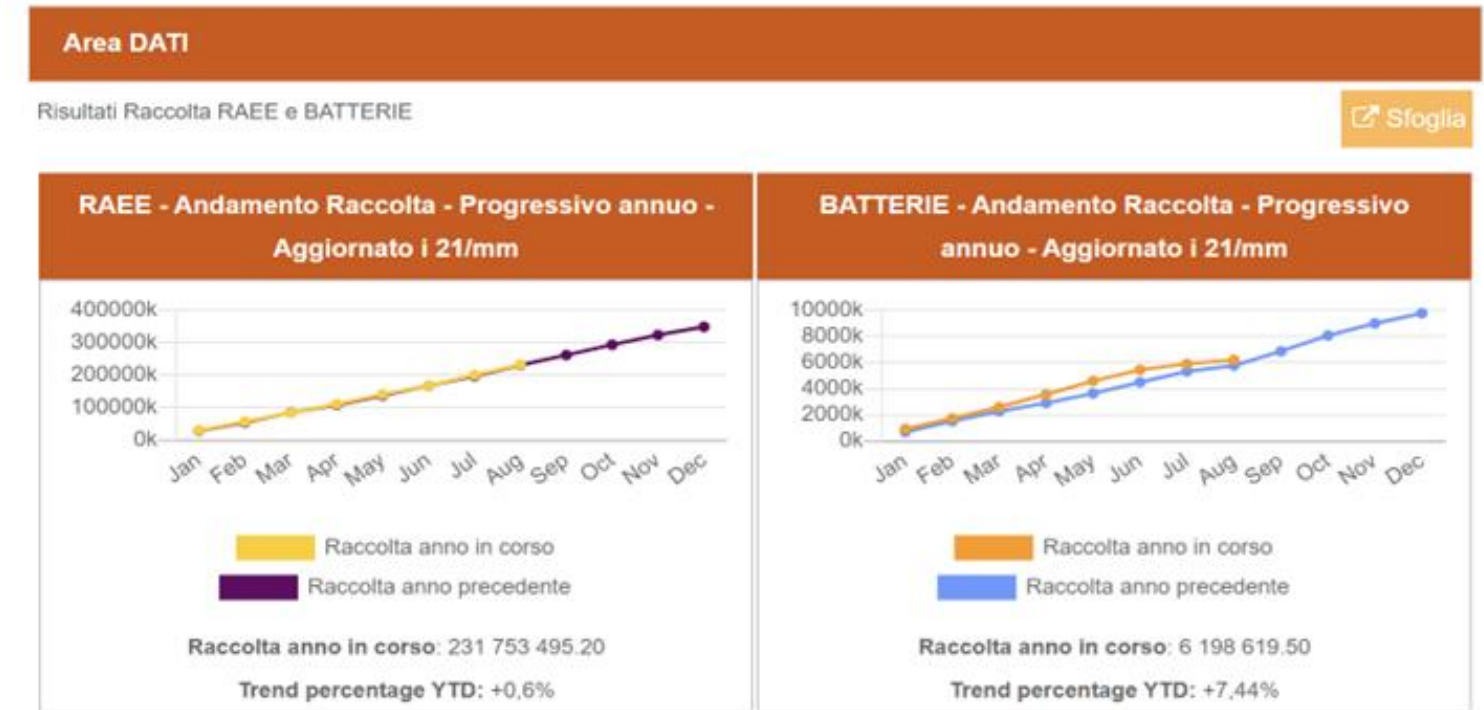 Area DATI
Risultati Raccolta RAEE e BATTERIE
Sfoglia
RAEE - Andamento Raccolta - Progressivo annuo -
Aggiornato i 21/mm
400000k
300000k
200000k
100000k
0k
Jan Feb Mar Apr May Jun Jul Aug Sep Oct Nov Dec
Raccolta anno in corso
Raccolta anno precedente
Raccolta anno in corso: 231 753 495.20
Trend percentage YTD: +0,6%
BATTERIE - Andamento Raccolta - Progressivo
annuo - Aggiornato i 21/mm
10000k
8000k
6000k
4000k
2000k
0k
Jan Feb Mar Apr May Jun Jul Aug Sep Oct Nov Dec
Raccolta anno in corso
Raccolta anno precedente
Raccolta anno in corso: 6 198 619.50
Trend percentage YTD: +7,44%